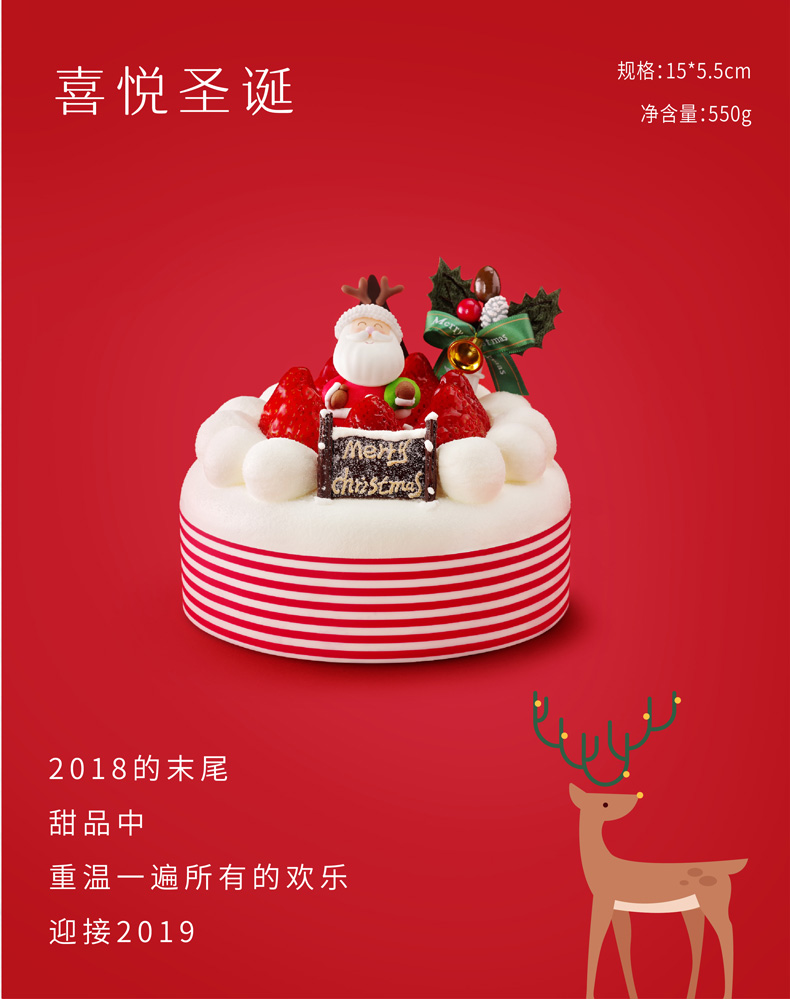 喜悦圣诞
规格:15*5.5cm
净含量:550g
Merry
christmas
2018的末尾
甜品中
重温一遍所有的欢乐
迎接2019